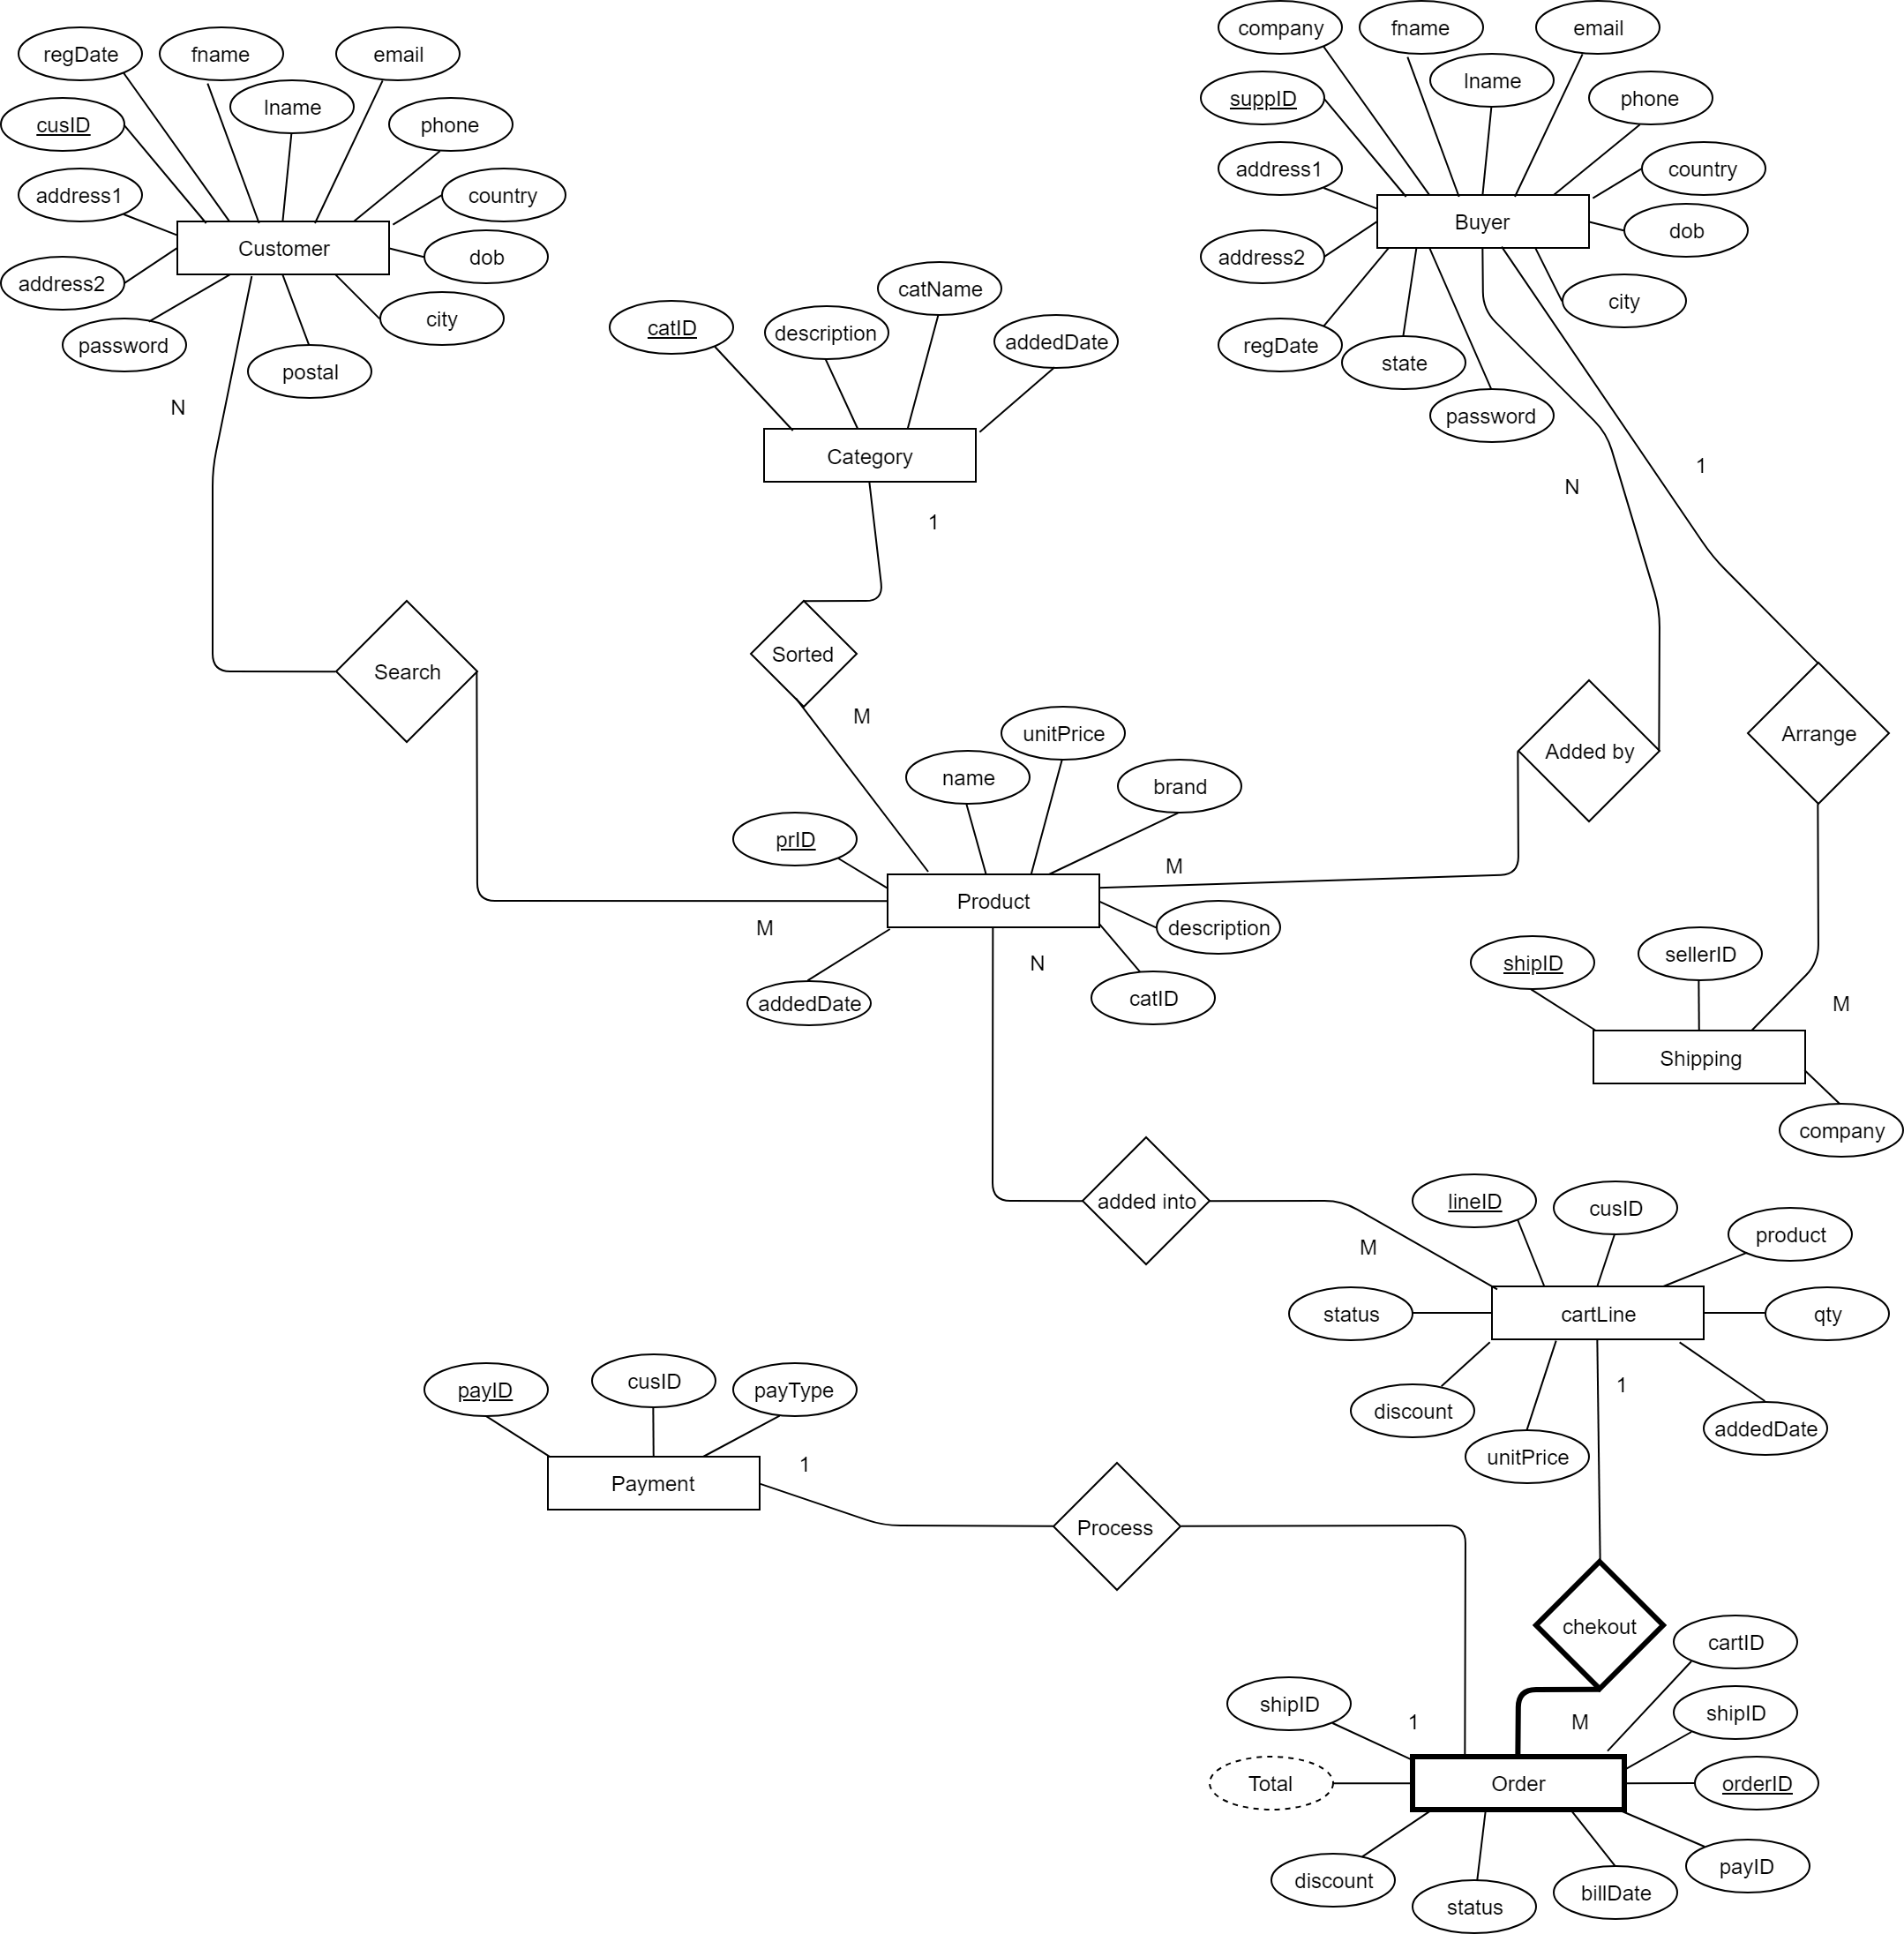 company
fname
email
regDate
fname
email
lname
lname
suppID
phone
cusID
phone
address1
country
address1
country
Buyer
dob
Customer
dob
address2
address2
catName
city
city
catID
description
addedDate
regDate
password
postal
state
N
password
Category
1
N
1
Sorted
Search
M
unitPrice
Arrange
Added by
name
brand
prID
M
Product
M
description
sellerID
N
shipID
addedDate
catID
M
Shipping
company
added into
lineID
cusID
product
M
status
cartLine
qty
cusID
1
payID
payType
discount
addedDate
unitPrice
1
Payment
Process
chekout
cartID
shipID
shipID
1
M
Total
Order
orderID
payID
discount
billDate
status